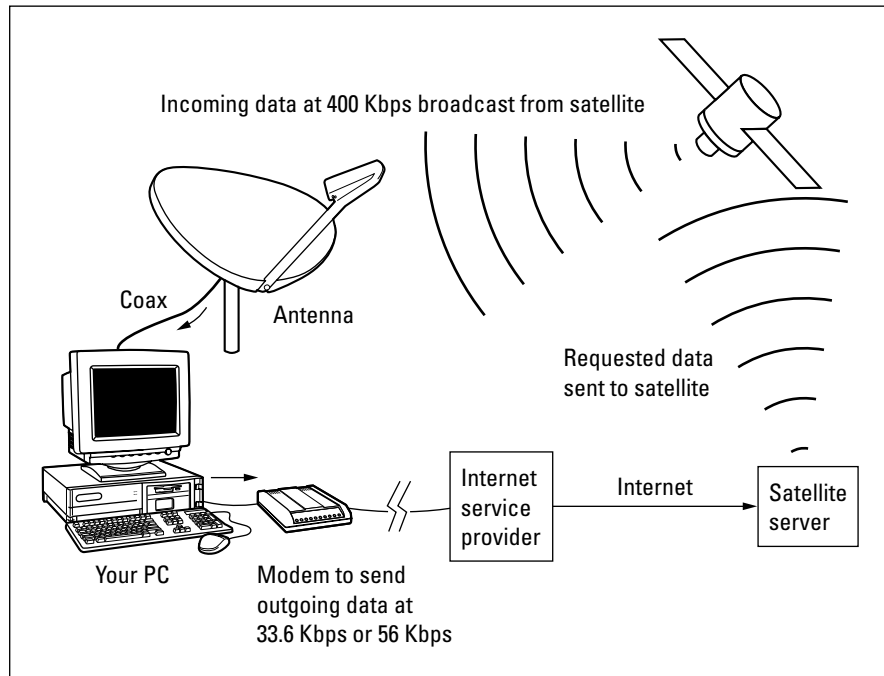 Incoming data at 400 Kbps broadcast from satellite
Coax
Antenna
Requested data
sent to satellite
Internet
service
provider
Internet
Satellite
server
Your PC
Modem to send
outgoing data at
33.6 Kbps or 56 Kbps